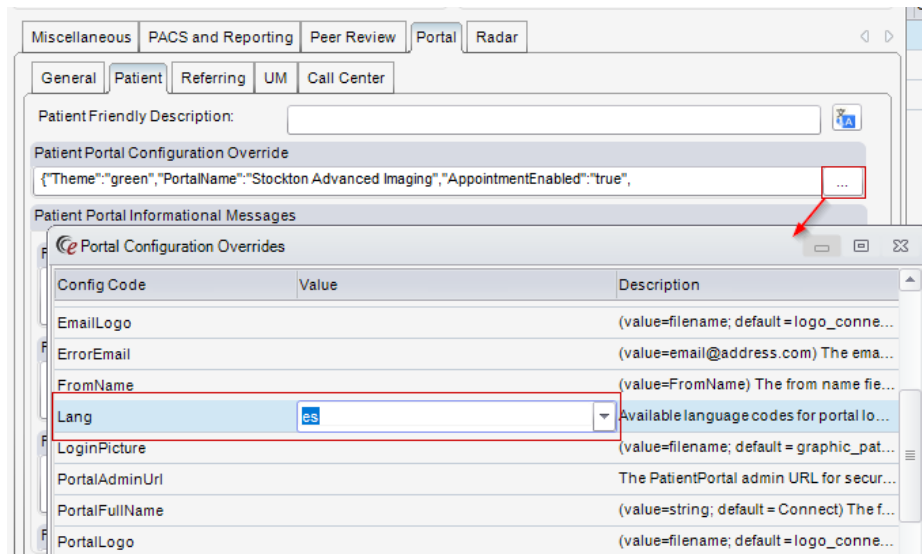 Miscellaneous PACS and Reporting Peer Review Portal Radar
General Patient Referring UM Call Center
Patient Friendly Description:
Patient Portal Configuration Override
{"Theme":"green","PortalName":"Stockton Advanced Imaging","AppointmentEnabled":"true", ...
Patient Portal Informational Messages
Portal Configuration Overrides
Config Code Value Description
EmailLogo (value=filename; default = logo_conne...
ErrorEmail (value=email@address.com) The ema...
FromName (value=FromName) The from name fie...
Lang es Available language codes for portal lo...
LoginPicture (value=filename; default = graphic_pat...
PortalAdminUrl The PatientPortal admin URL for secur...
PortalFullName (value=string; default = Connect) The f...
PortalLogo (value=filename; default = logo_conne...